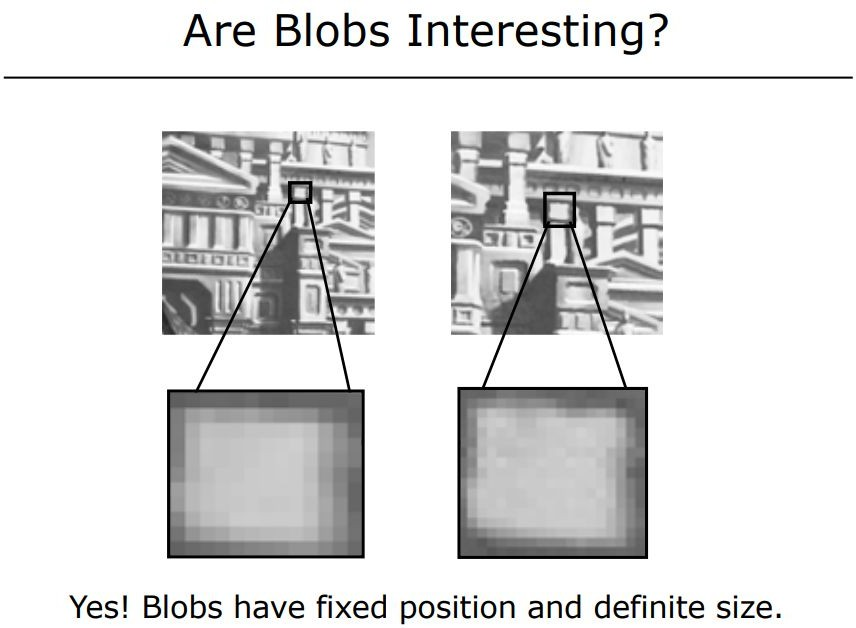 Are Blobs Interesting?
Yes! Blobs have fixed position and definite size.